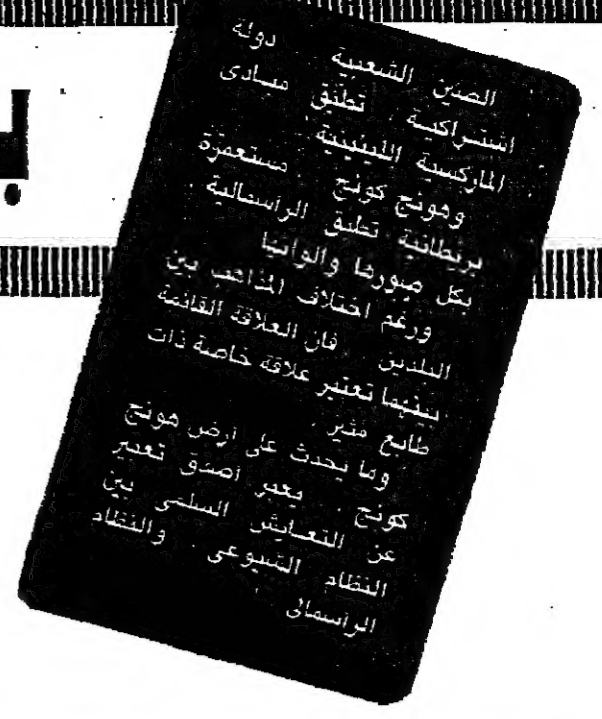 الصين الشعبية . دولة
اشتراكية . تطبق مبادى
الماركسية اللينينية .
وهونج كونج . مستعمرة
بريطانية تطبق الراسمالية .
بكل صورها والوانها
ورغم اختلاف المذاهب بين
البلدين . فان العلاقة القائمة
بينهما تعتبر علاقة خاصة ذات
طابع مثير .
وما يحدث على ارض هونج
كونج . يعبر اصدق تعبير
عن التعايش السلمى بين
النظام الشيوعى . والنظام
الراسمالى .